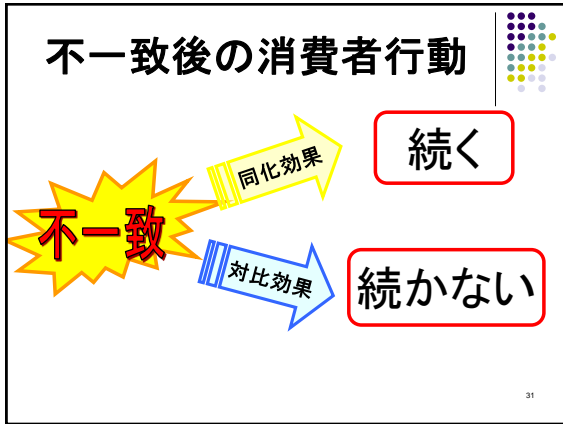 不一致後の消費者行動
同化効果
続く
不一致
対比効果
続かない
31